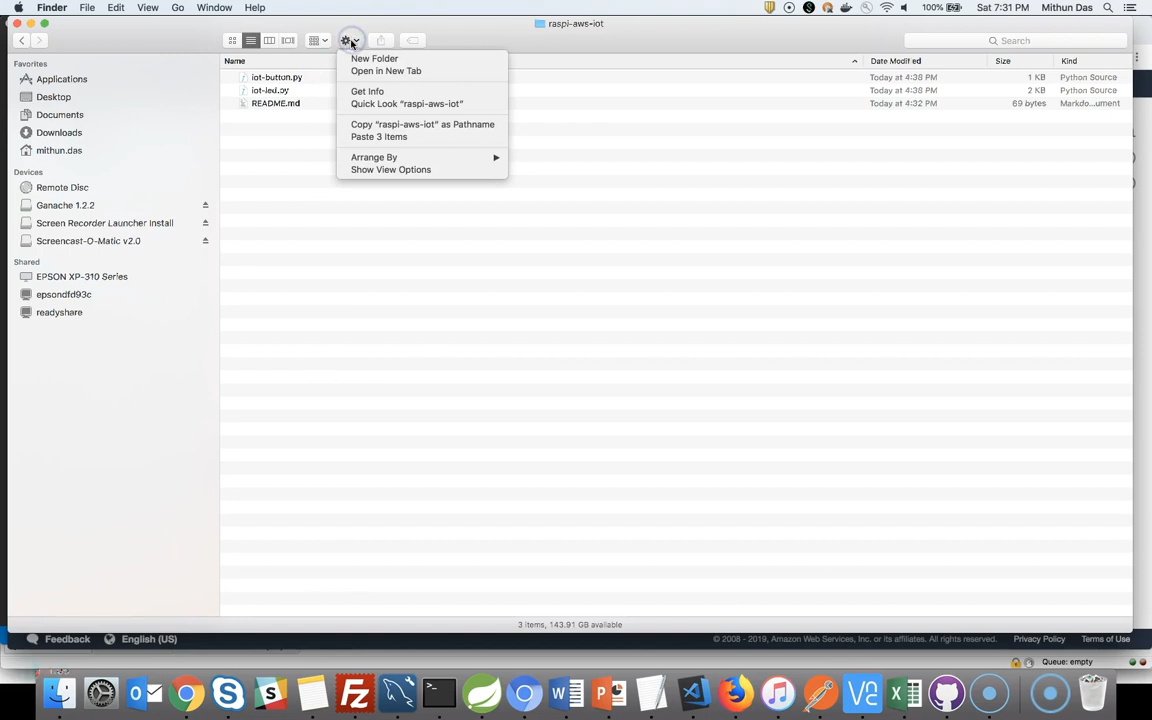 Finder File Edit View Go Window Help 100% Sat 7:31 PM Mithun Das
raspi-aws-iot
Search
Favorites
Applications
Desktop
Documents
Downloads
mithun.das
Devices
Remote Disc
Ganache 1.2.2
Screen Recorder Launcher Install
Screencast-O-Matic v2.0
Shared
EPSON XP-310 Series
epsondfd93c
readyshare
Name Date Modified Size Kind
iot-button.py Today at 4:38 PM 1 KB Python Source
iot-led.py Today at 4:38 PM 2 KB Python Source
README.md Today at 4:32 PM 69 bytes Markdo...ument
New Folder
Open in New Tab
Get Info
Quick Look "raspi-aws-iot"
Copy "raspi-aws-iot" as Pathname
Paste 3 Items
Arrange By
Show View Options
3 items, 143.91 GB available
Feedback English (US) © 2008 - 2019, Amazon Web Services, Inc. or its affiliates. All rights reserved. Privacy Policy Terms of Use
Queue: empty